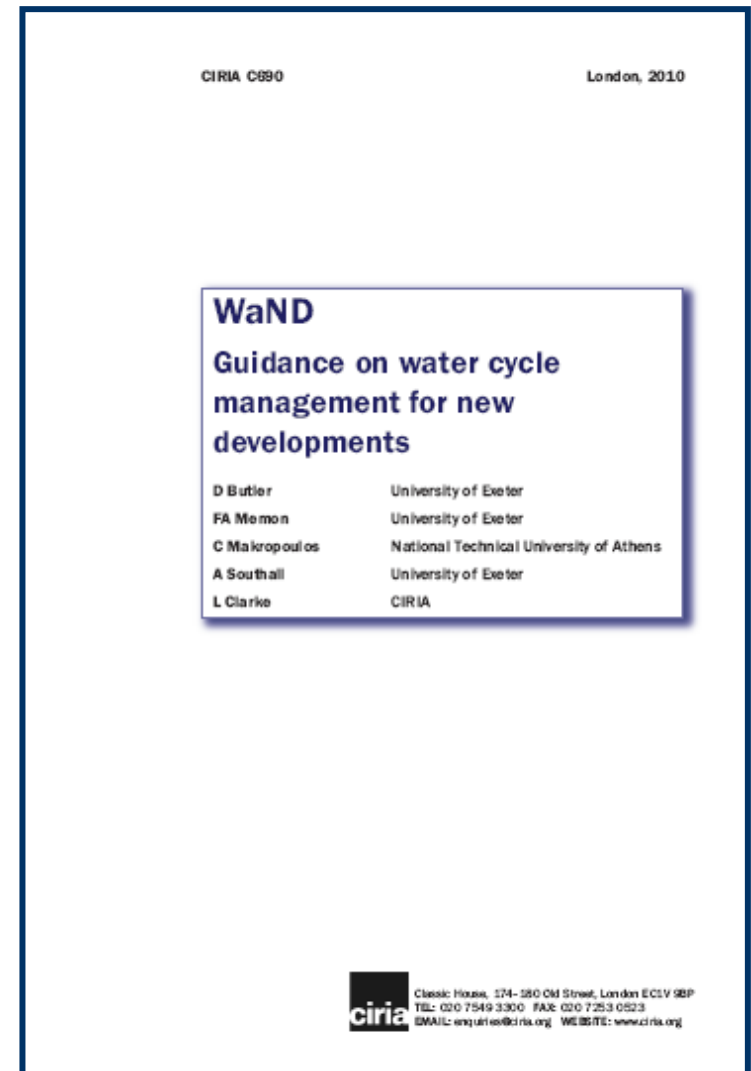 CIRIA C690 London, 2010
WaND
Guidance on water cycle
management for new
developments
D Butler University of Exeter
FA Memon University of Exeter
C Makropoulos National Technical University of Athens
A Southall University of Exeter
L Clarke CIRIA
ciria
Classic House, 174–180 Old Street, London EC1V 9BP
TEL: 020 7549 3300 FAX: 020 7253 0523
EMAIL: enquiries@ciria.org WEBSITE: www.ciria.org